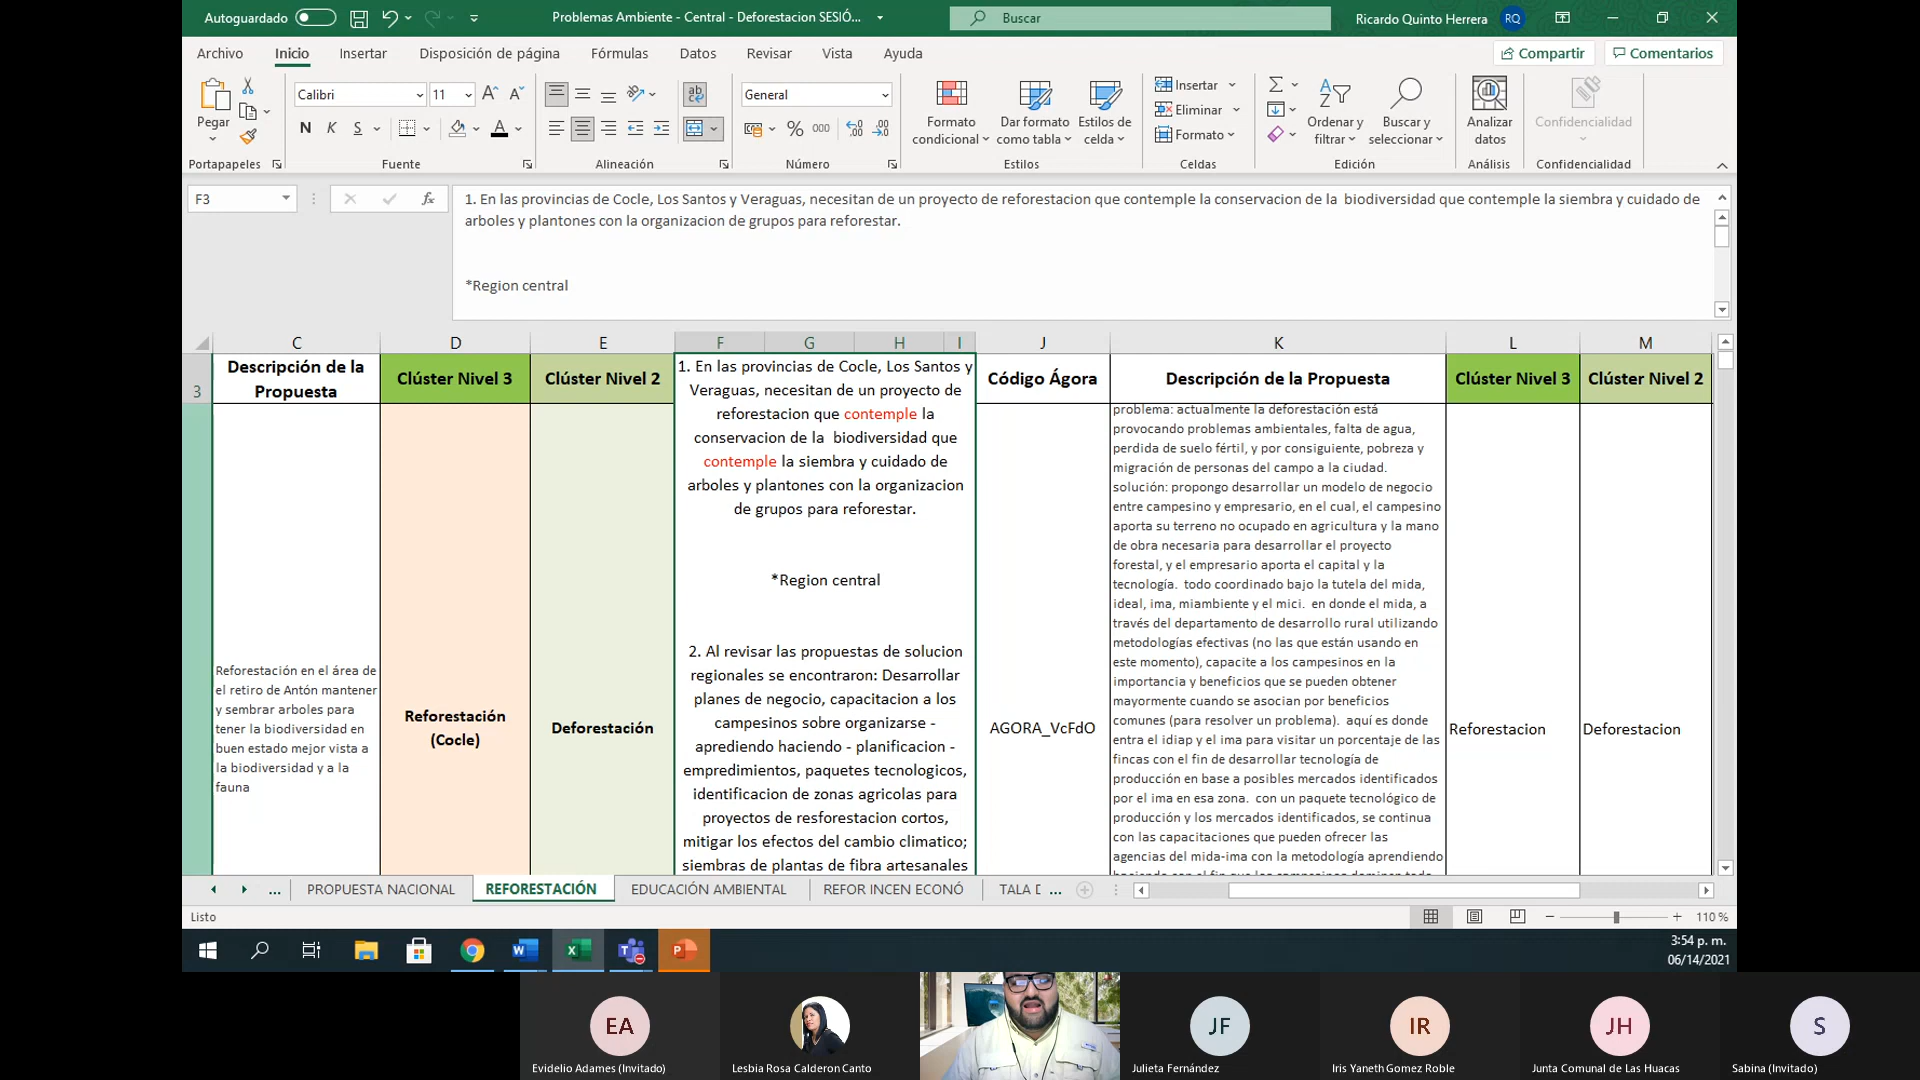 Autoguardado
Problemas Ambiente - Central - Deforestacion SESIÓ...
Buscar
Ricardo Quinto Herrera
RQ
Archivo
Inicio
Insertar
Disposición de página
Fórmulas
Datos
Revisar
Vista
Ayuda
Compartir
Comentarios
Pegar
Calibri
11
N K S
ab
General
% 000
Formato condicional
Dar formato como tabla
Estilos de celda
Insertar
Eliminar
Formato
Ordenar y filtrar
Buscar y seleccionar
Analizar datos
Confidencialidad
Portapapeles
Fuente
Alineación
Número
Estilos
Celdas
Edición
Análisis
Confidencialidad
F3
fx
1. En las provincias de Cocle, Los Santos y Veraguas, necesitan de un proyecto de reforestacion que contemple la conservacion de la biodiversidad que contemple la siembra y cuidado de
arboles y plantones con la organizacion de grupos para reforestar.
*Region central
C D E F G H I J K L M
3
Descripción de la
Propuesta
Clúster Nivel 3
Clúster Nivel 2
Reforestación en el área de
el retiro de Antón mantener
y sembrar arboles para
tener la biodiversidad en
buen estado mejor vista a
la biodiversidad y a la
fauna
Reforestación
(Cocle)
Deforestación
1. En las provincias de Cocle, Los Santos y
Veraguas, necesitan de un proyecto de
reforestacion que contemple la
conservacion de la biodiversidad que
contemple la siembra y cuidado de
arboles y plantones con la organizacion
de grupos para reforestar.
*Region central
2. Al revisar las propuestas de solucion
regionales se encontraron: Desarrollar
planes de negocio, capacitacion a los
campesinos sobre organizarse -
aprediendo haciendo - planificacion -
empredimientos, paquetes tecnologicos,
identificacion de zonas agricolas para
proyectos de resforestacion cortos,
mitigar los efectos del cambio climatico;
siembras de plantas de fibra artesanales
Código Ágora
AGORA_VcFdO
Descripción de la Propuesta
problema: actualmente la deforestación está
provocando problemas ambientales, falta de agua,
perdida de suelo fértil, y por consiguiente, pobreza y
migración de personas del campo a la ciudad.
solución: propongo desarrollar un modelo de negocio
entre campesino y empresario, en el cual, el campesino
aporta su terreno no ocupado en agricultura y la mano
de obra necesaria para desarrollar el proyecto
forestal, y el empresario aporta el capital y la
tecnología. todo coordinado bajo la tutela del mida,
ideal, ima, miambiente y el mici. en donde el mida, a
través del departamento de desarrollo rural utilizando
metodologías efectivas (no las que están usando en
este momento), capacite a los campesinos en la
importancia y beneficios que se pueden obtener
mayormente cuando se asocian por beneficios
comunes (para resolver un problema). aquí es donde
entra el idiap y el ima para visitar un porcentaje de las
fincas con el fin de desarrollar tecnología de
producción en base a posibles mercados identificados
por el ima en esa zona. con un paquete tecnológico de
producción y los mercados identificados, se continua
con las capacitaciones que pueden ofrecer las
agencias del mida-ima con la metodología aprendiendo
Clúster Nivel 3
Reforestacion
Clúster Nivel 2
Deforestacion
...
PROPUESTA NACIONAL
REFORESTACIÓN
EDUCACIÓN AMBIENTAL
REFOR INCEN ECONÓ
TALA D ...
Listo
110 %
3:54 p. m.
06/14/2021
EA
Evidelio Adames (Invitado)
Lesbia Rosa Calderon Canto
JF
Julieta Fernández
IR
Iris Yaneth Gomez Roble
JH
Junta Comunal de Las Huacas
S
Sabina (Invitado)